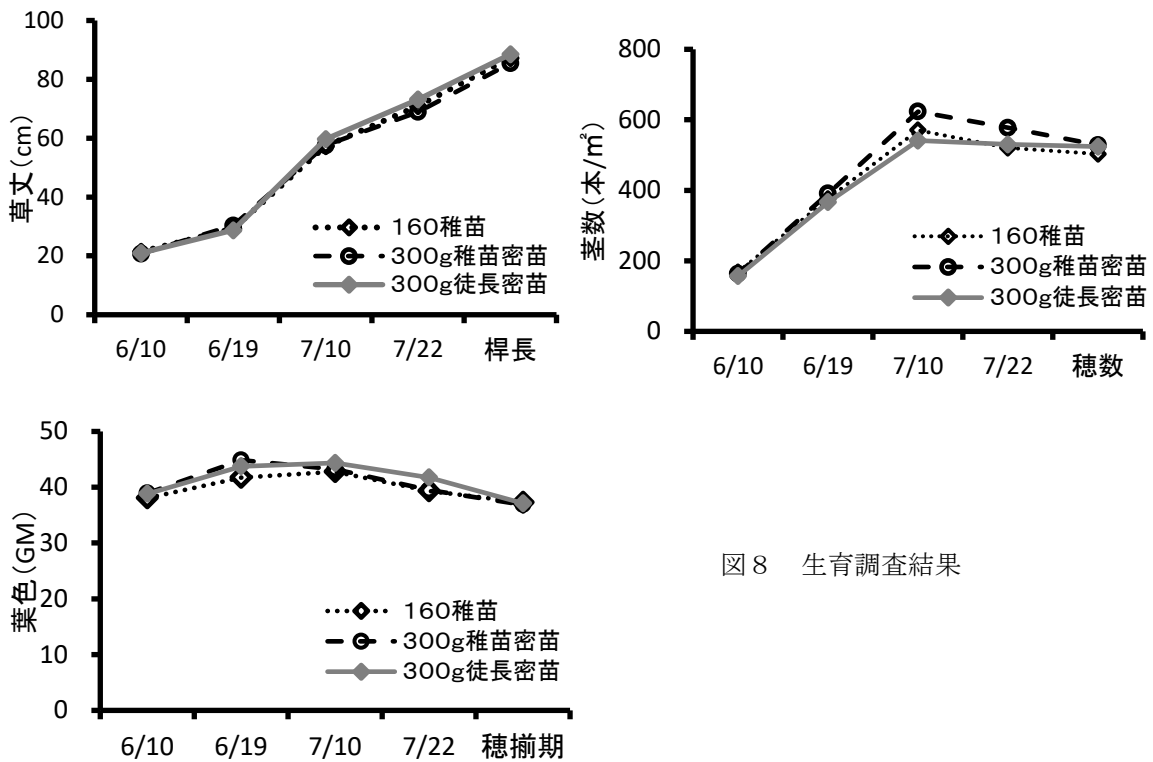 草丈(cm)
100
80
60
40
20
0
160稚苗
300g稚苗密苗
300g徒長密苗
6/10 6/19 7/10 7/22 桿長
茎数(本/㎡)
800
600
400
200
0
160稚苗
300g稚苗密苗
300g徒長密苗
6/10 6/19 7/10 7/22 穂数
葉色(GM)
50
40
30
20
10
0
160稚苗
300g稚苗密苗
300g徒長密苗
6/10 6/19 7/10 7/22 穂揃期
図8 生育調査結果